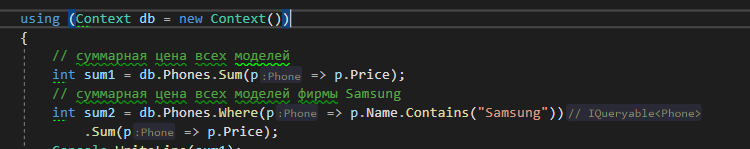 using (Context db = new Context())
{
// суммарная цена всех моделей
int sum1 = db.Phones.Sum(p :Phone => p.Price);
// суммарная цена всех моделей фирмы Samsung
int sum2 = db.Phones.Where(p :Phone => p.Name.Contains("Samsung")) // IQueryable<Phone>
.Sum(p :Phone => p.Price);
Console.WriteLine(sum1);